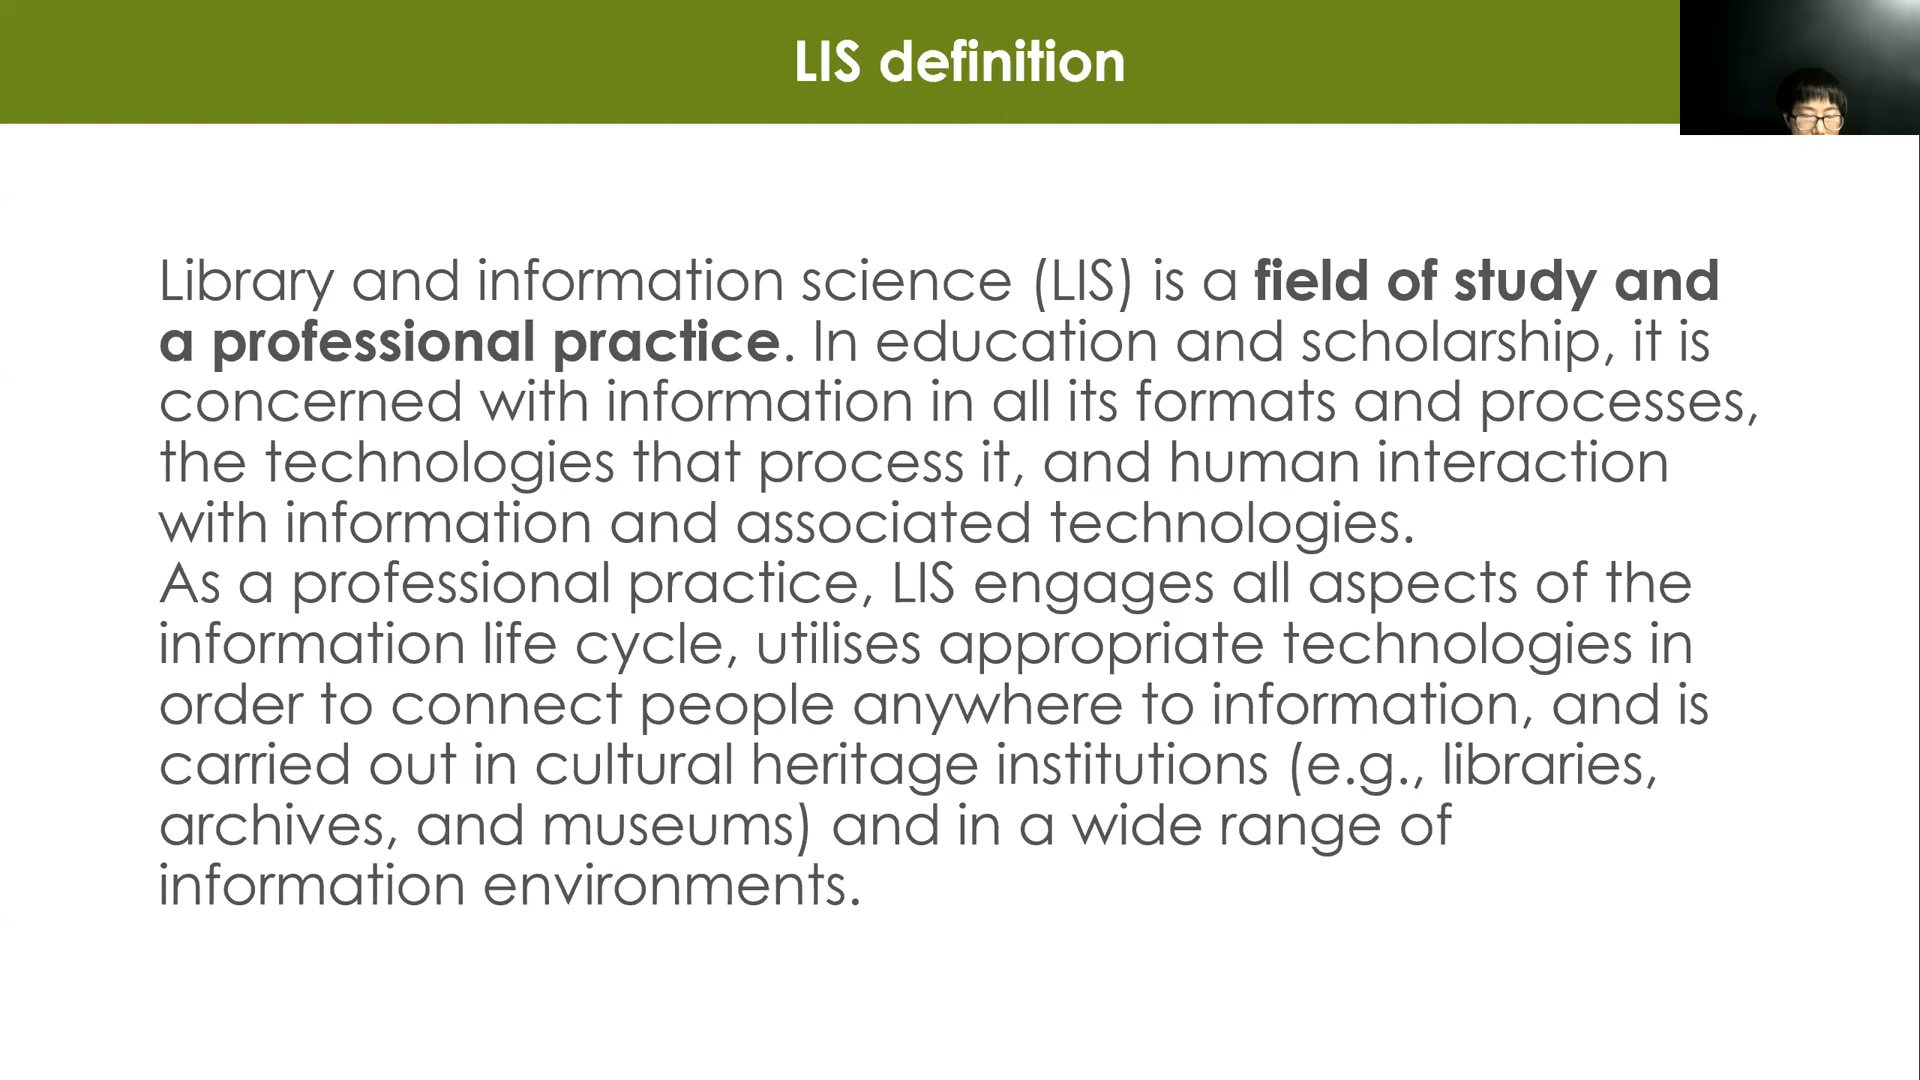 LIS definition
Library and information science (LIS) is a field of study and
a professional practice. In education and scholarship, it is
concerned with information in all its formats and processes,
the technologies that process it, and human interaction
with information and associated technologies.
As a professional practice, LIS engages all aspects of the
information life cycle, utilises appropriate technologies in
order to connect people anywhere to information, and is
carried out in cultural heritage institutions (e.g., libraries,
archives, and museums) and in a wide range of
information environments.